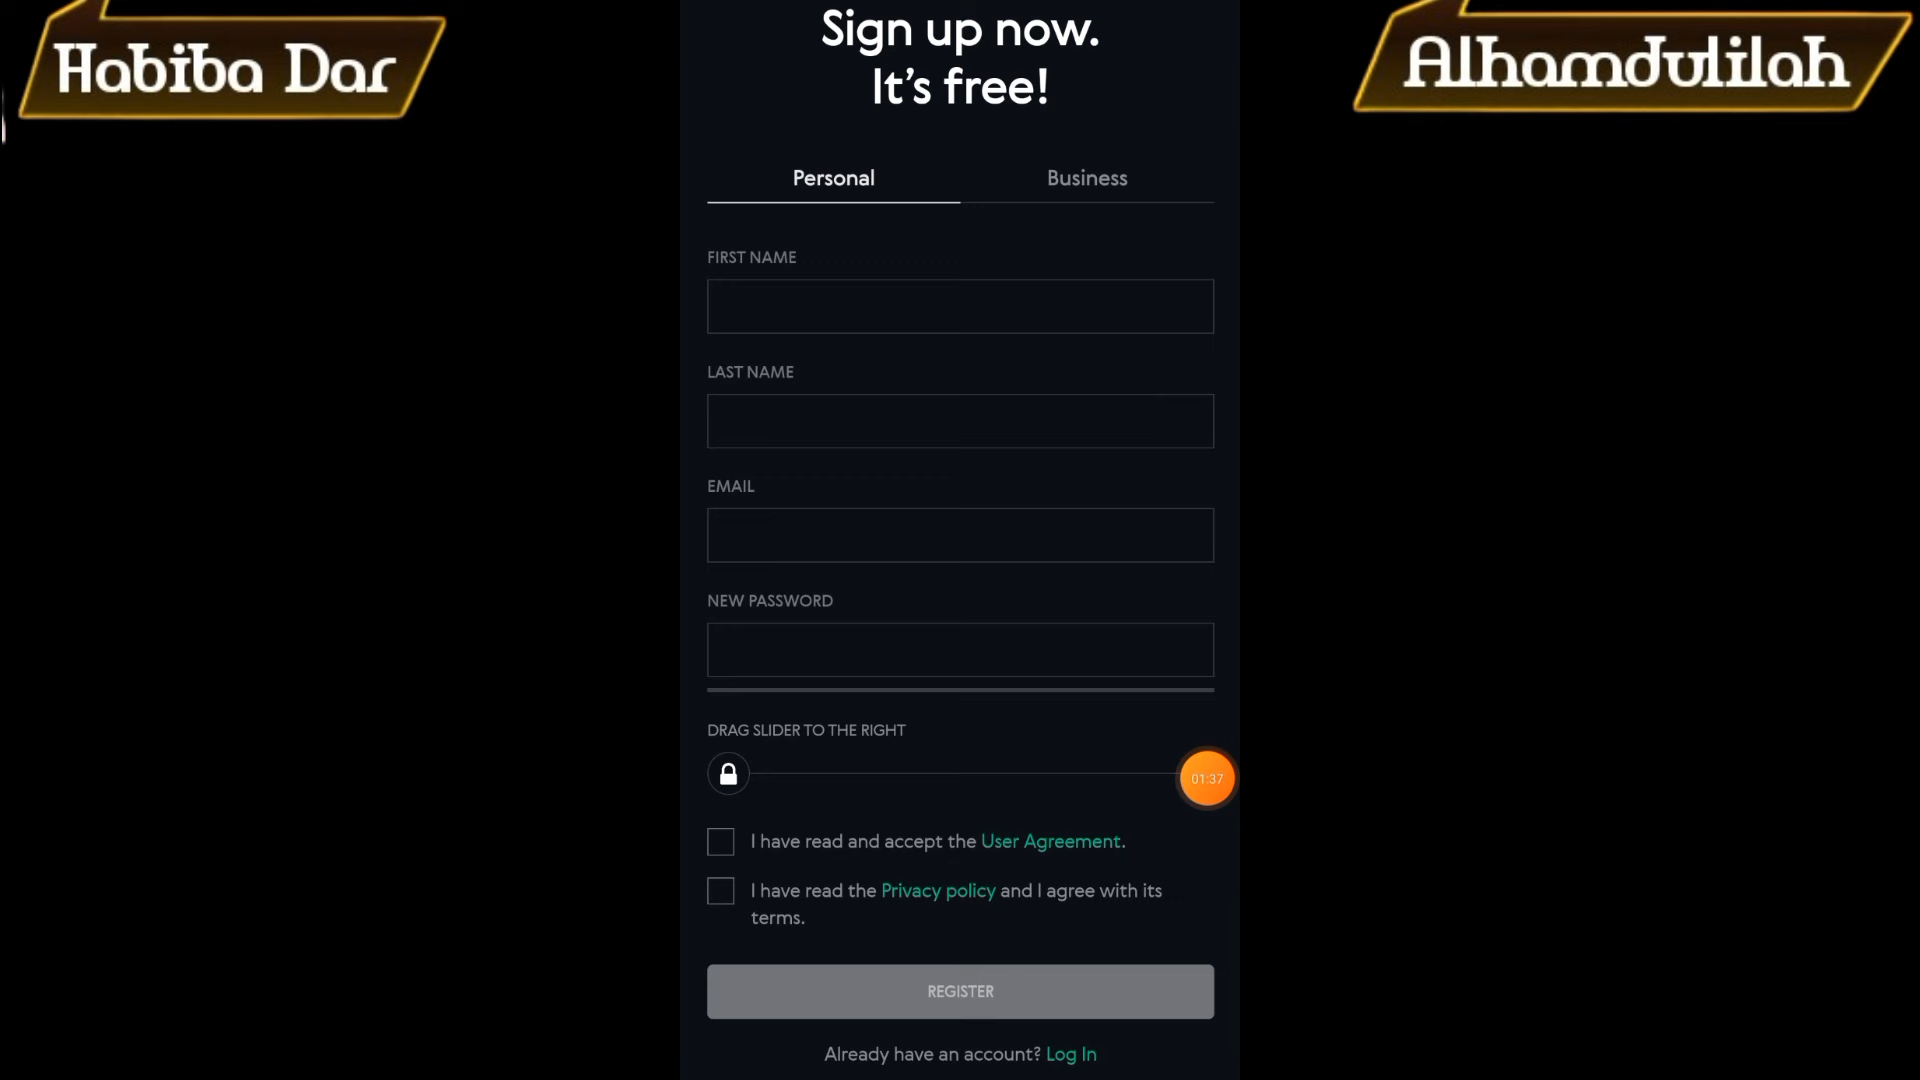 Habiba Dar
Alhamdulilah
Sign up now.
It's free!
Personal
Business
FIRST NAME
LAST NAME
EMAIL
NEW PASSWORD
DRAG SLIDER TO THE RIGHT
01:37
I have read and accept the User Agreement.
I have read the Privacy policy and I agree with its
terms.
REGISTER
Already have an account? Log In